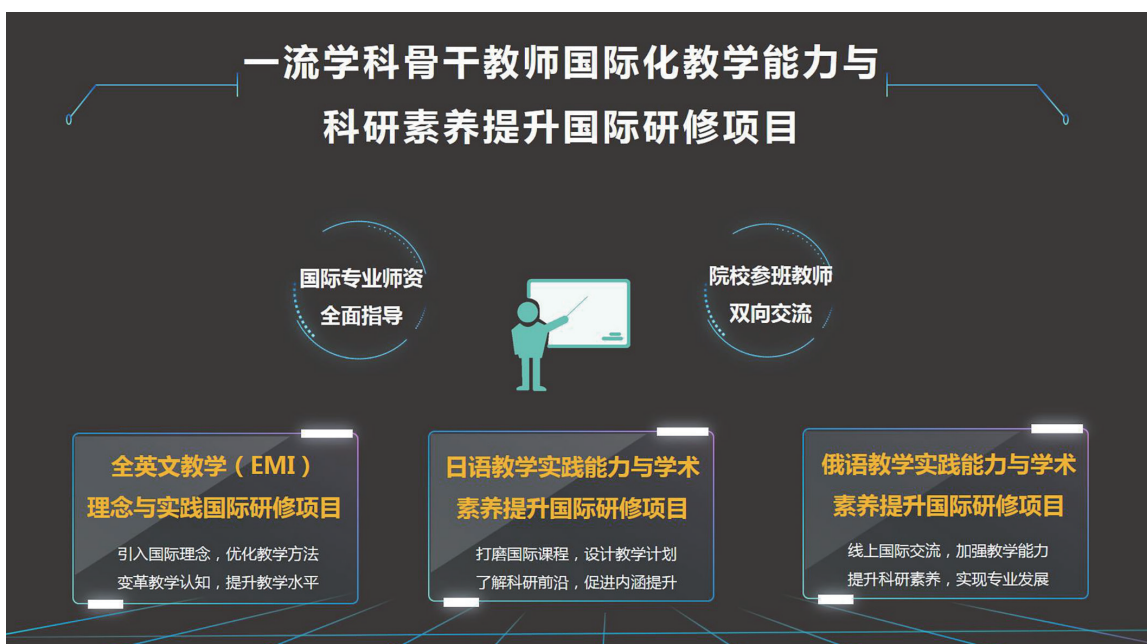 一流学科骨干教师国际化教学能力与
科研素养提升国际研修项目
国际专业师资
全面指导
院校参班教师
双向交流
全英文教学（EMI）
理念与实践国际研修项目
引入国际理念，优化教学方法
变革教学认知，提升教学水平
日语教学实践能力与学术
素养提升国际研修项目
打磨国际课程，设计教学计划
了解科研前沿，促进内涵提升
俄语教学实践能力与学术
素养提升国际研修项目
线上国际交流，加强教学能力
提升科研素养，实现专业发展